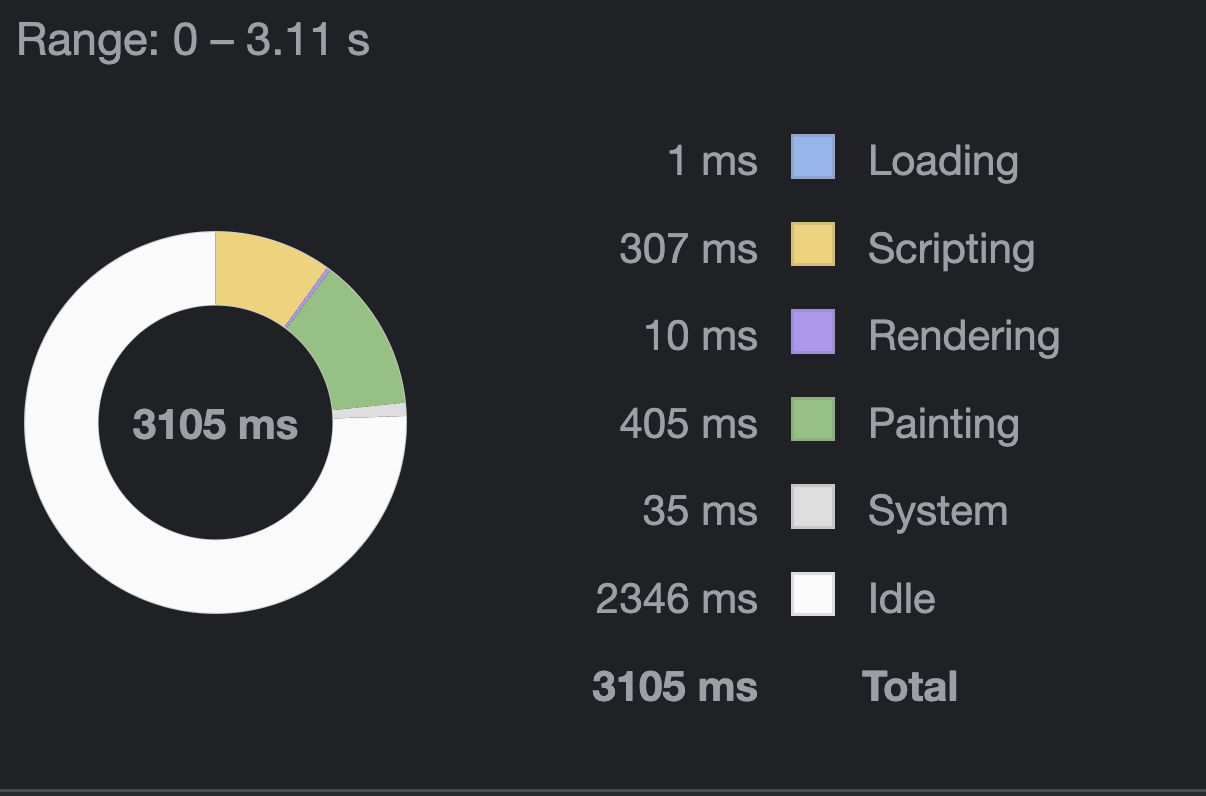 Range: 0 – 3.11 s
1 ms Loading
307 ms Scripting
10 ms Rendering
3105 ms
405 ms Painting
35 ms System
2346 ms Idle
3105 ms Total